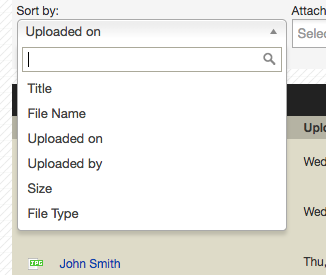 Sort by:
Attach
Uploaded on
Selec
Title
File Name
Uploaded on
Uplo
Uploaded by
Wed
Size
File Type
Wed
JPG
John Smith
Thu,